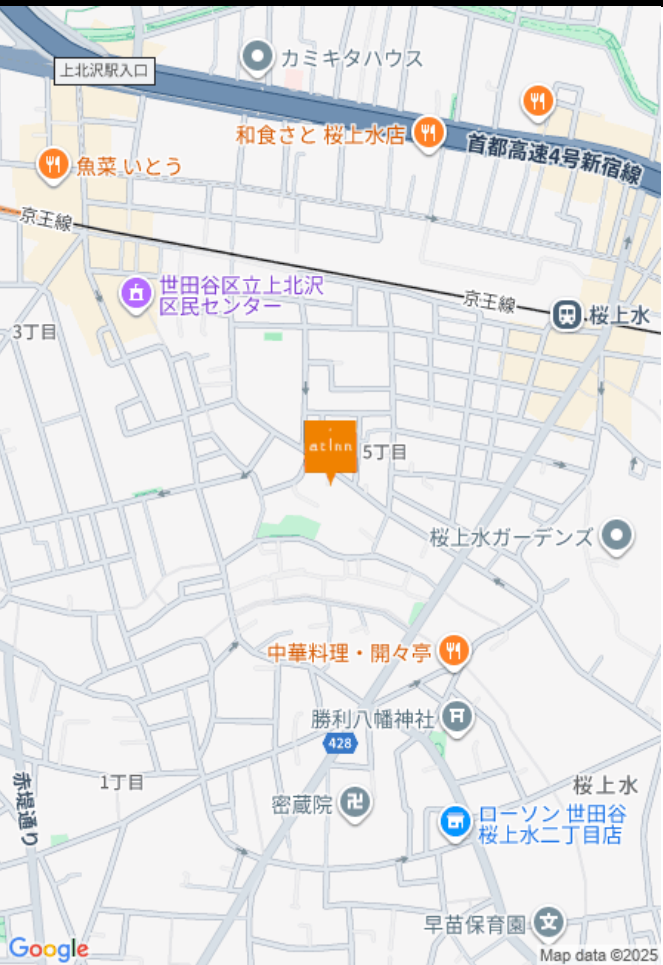 カミキタハウス
上北沢駅入口
和食さと 桜上水店
首都高速4号新宿線
魚菜 いとう
京王線
世田谷区立上北沢
区民センター
京王線
桜上水
3丁目
at Inn
5丁目
桜上水ガーデンズ
中華料理・開々亭
勝利八幡神社
428
1丁目
桜上水
赤堤通り
密蔵院
ローソン 世田谷
桜上水二丁目店
早苗保育園
文
Google
Map data ©2025